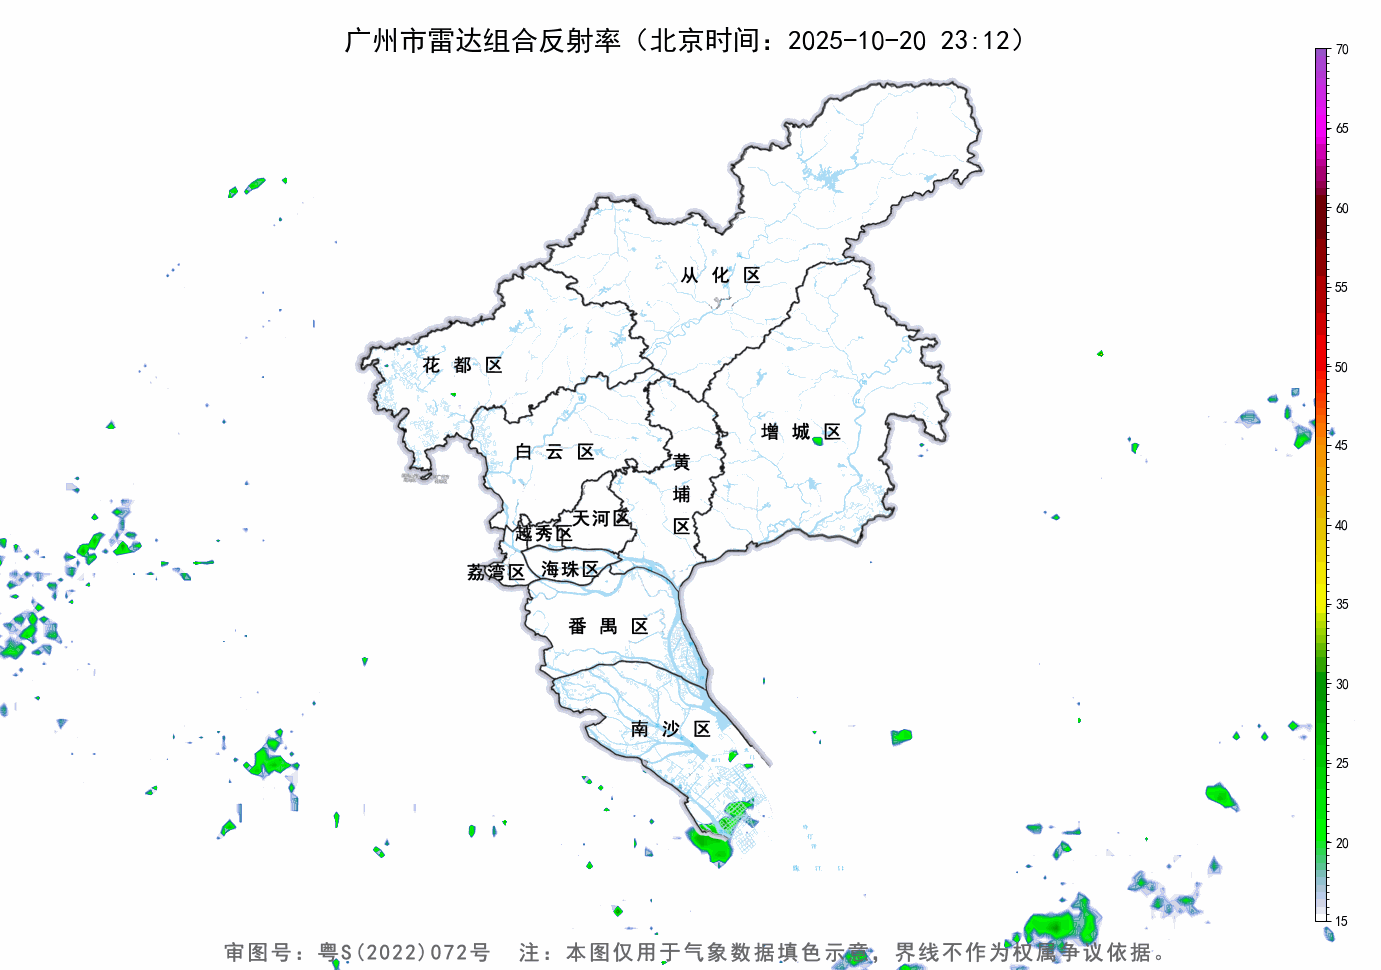 广州市雷达组合反射率（北京时间：2025-10-20 23:12）
70
65
60
55
50
45
40
35
30
25
20
15
从化区
花都区
增城区
白云区
黄埔区
天河区
越秀区
荔湾区
海珠区
番禺区
南沙区
审图号：粤S(2022)072号 注：本图仅用于气象数据填色示意，界线不作为权属争议依据。